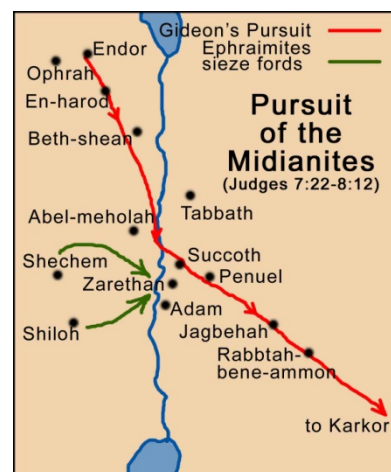 Gideon's Pursuit
Ephraimites
sieze fords
Pursuit
of the
Midianites
(Judges 7:22-8:12)
Endor
Ophrah
En-harod
Beth-shean
Tabbath
Abel-meholah
Succoth
Shechem
Penuel
Zarethan
Adam
Shiloh
Jagbehah
Rabbtah-
bene-ammon
to Karkor